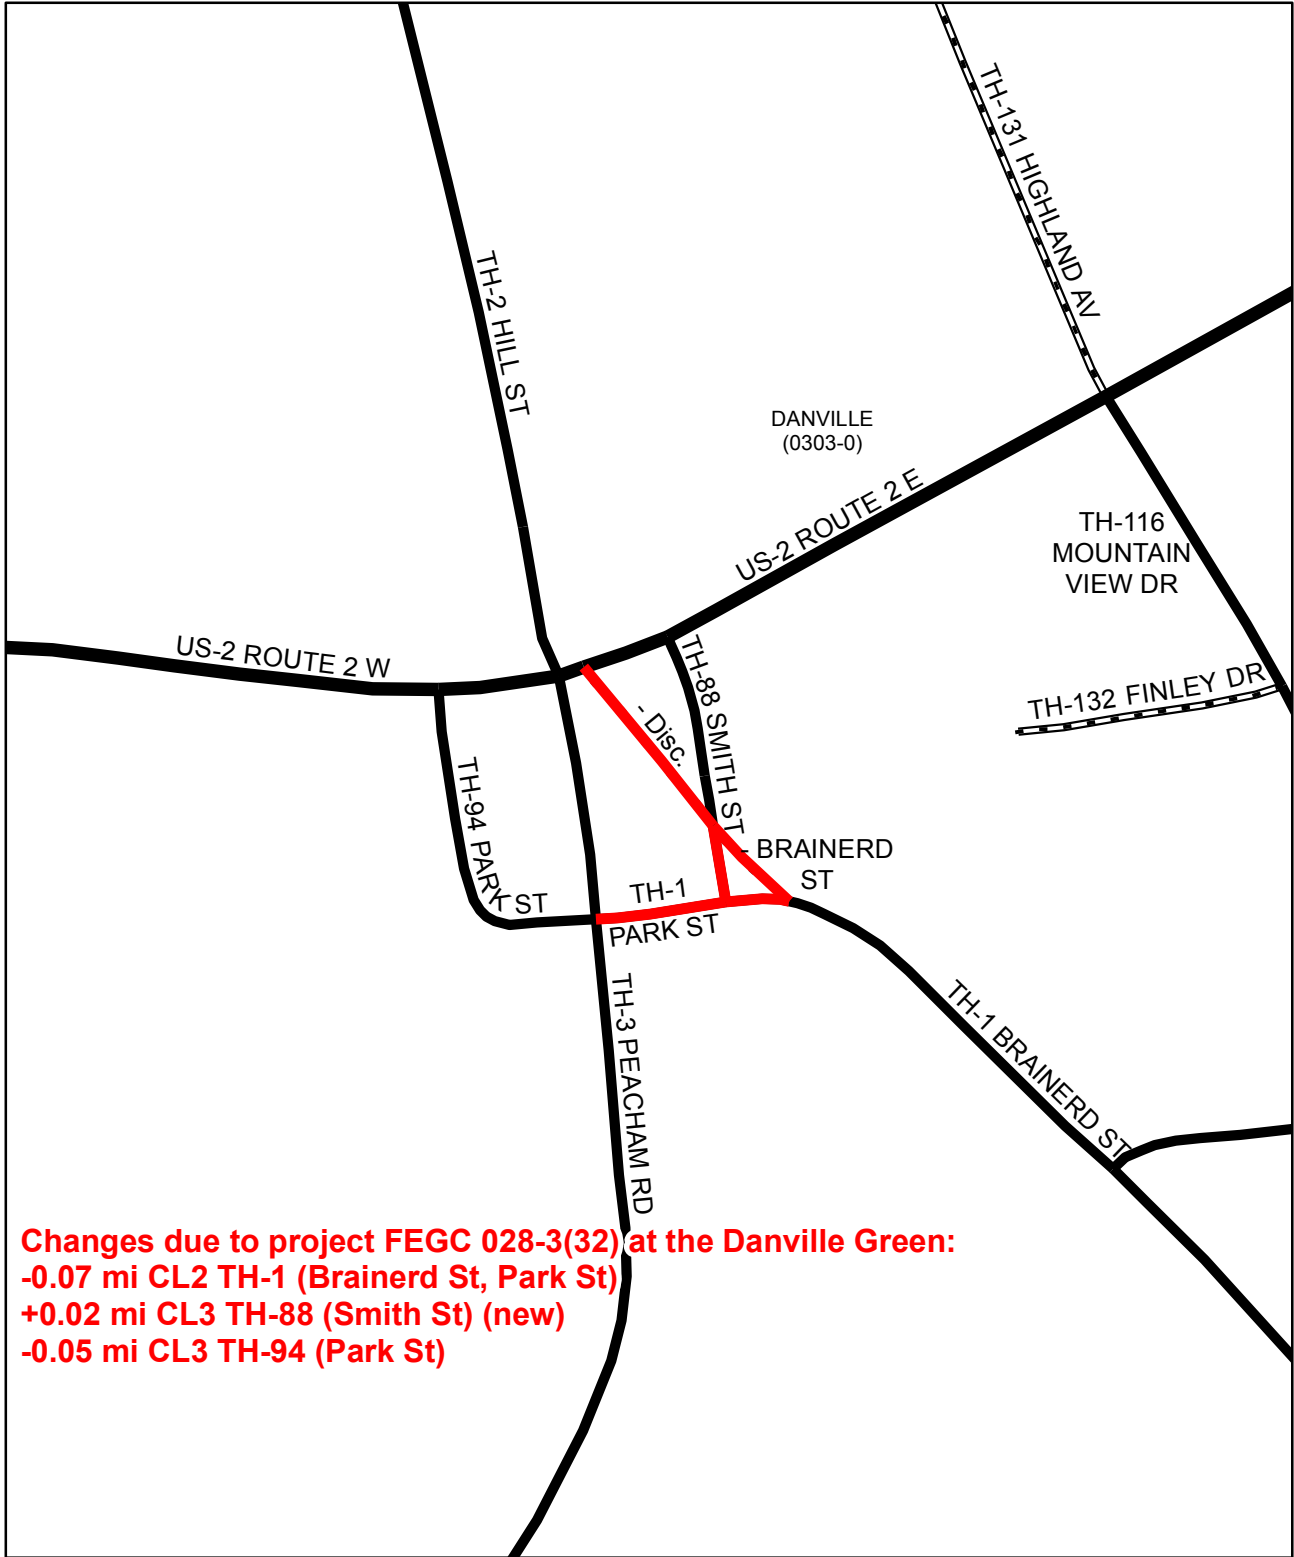 TH-131 HIGHLAND AV
TH-2 HILL ST
DANVILLE
(0303-0)
US-2 ROUTE 2 E
TH-116
MOUNTAIN
VIEW DR
US-2 ROUTE 2 W
TH-88 SMITH ST
TH-132 FINLEY DR
- Disc.
TH-94 PARK ST
- BRAINERD
ST
TH-1
PARK ST
TH-3 PEACHAM RD
TH-1 BRAINERD ST
Changes due to project FEGC 028-3(32) at the Danville Green:
-0.07 mi CL2 TH-1 (Brainerd St, Park St)
+0.02 mi CL3 TH-88 (Smith St) (new)
-0.05 mi CL3 TH-94 (Park St)